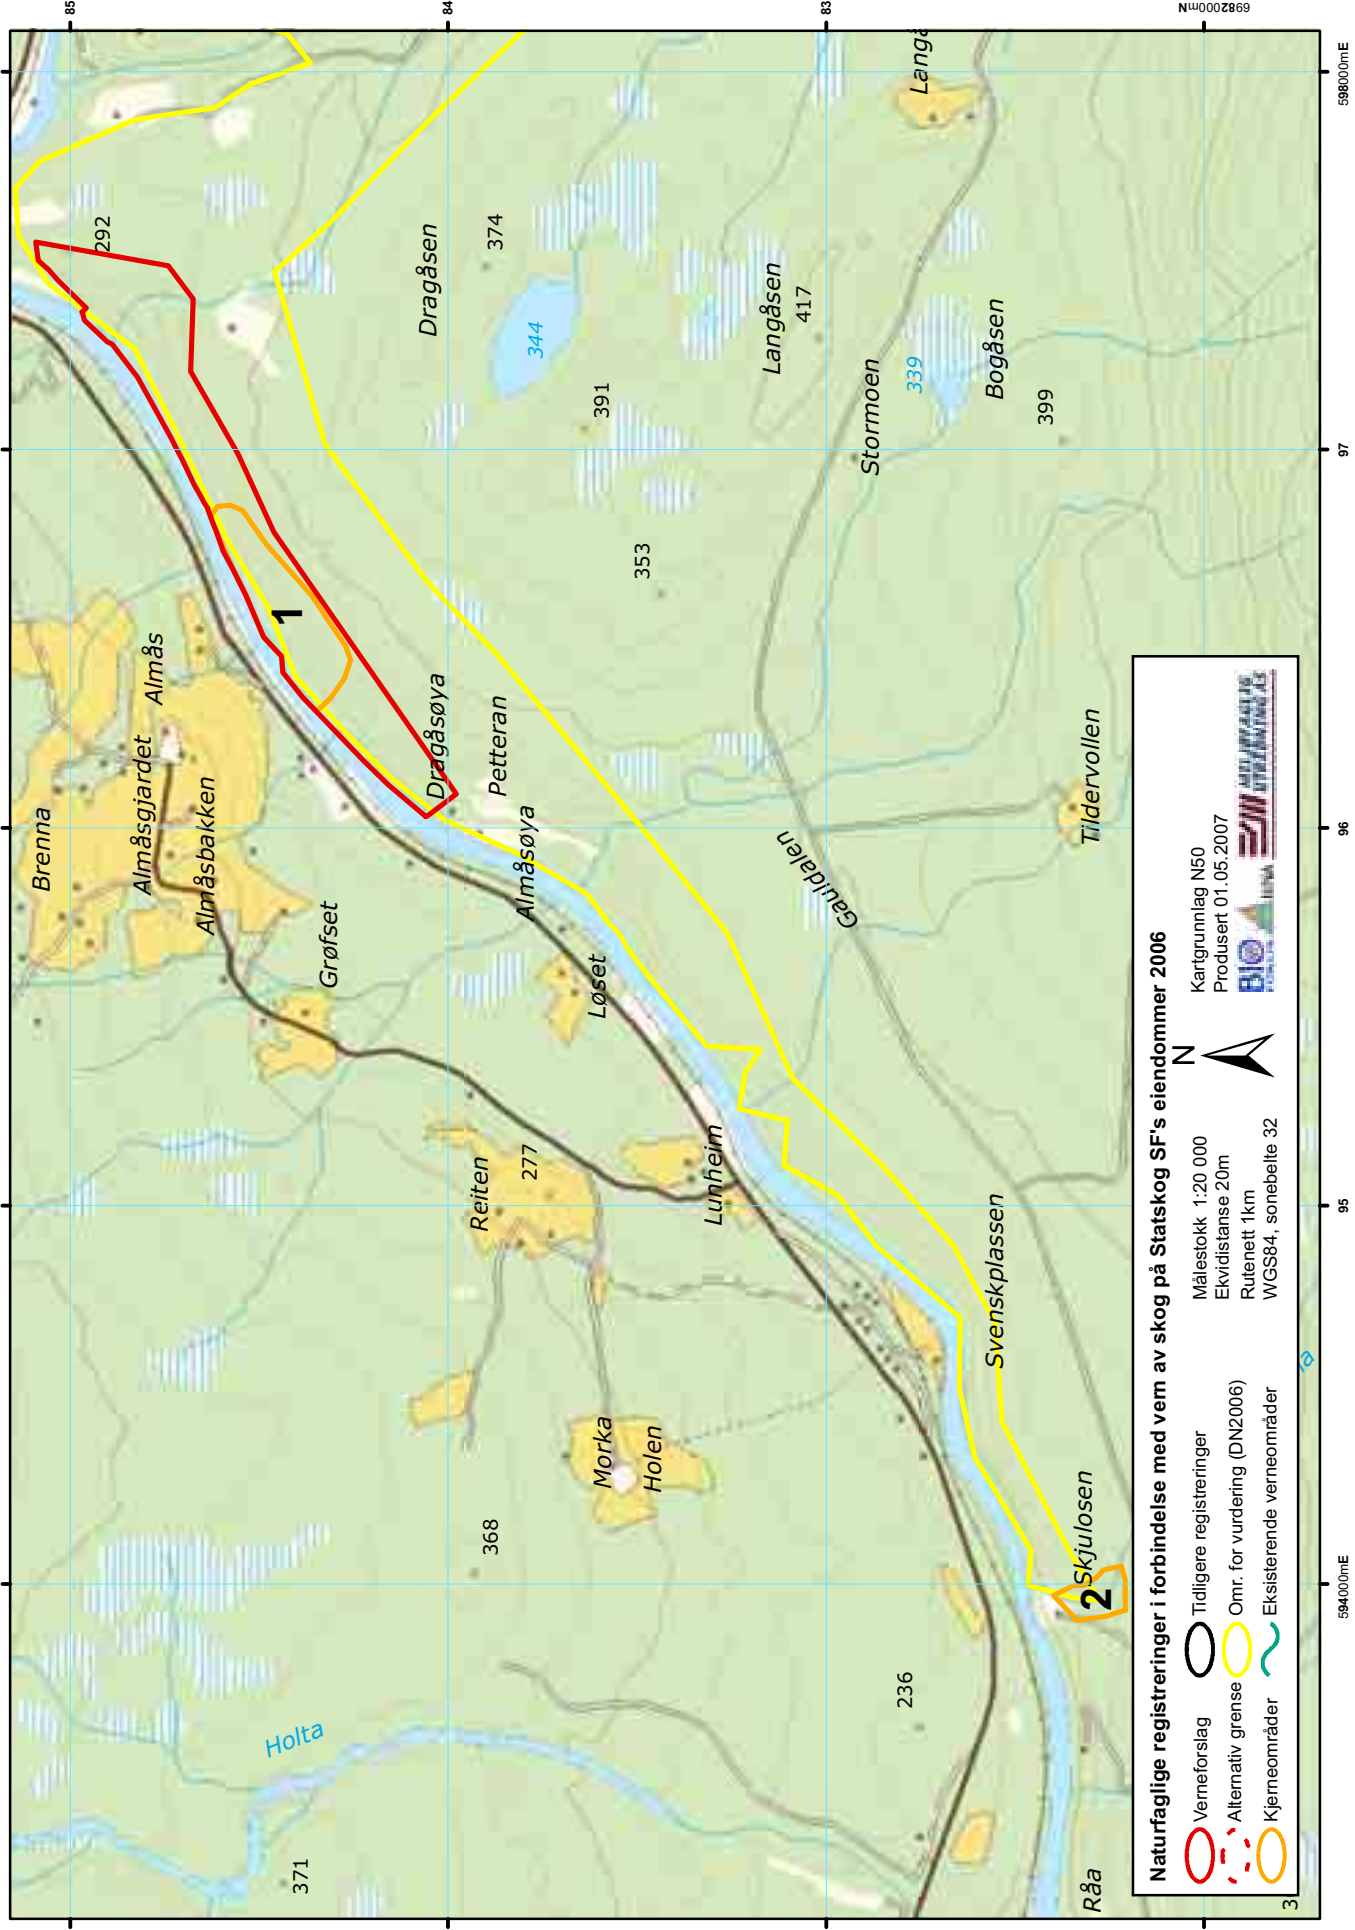 85
84
83
6982000mN
598000mE
97
96
95
594000mE
292
Dragåsen
374
344
391
353
Langåsen
417
Stormoen
339
Bogåsen
399
Langå
Brenna
Almåsgjardet
Almås
Almåsbakken
Grøfset
1
Dragåsøya
Petteran
Almåsøya
Løset
Gauldalen
Tildervollen
Reiten
277
Lunheim
Svenskplassen
Morka
Holen
368
Skjulosen
2
236
Holta
371
Råa
3
a
Naturfaglige registreringer i forbindelse med vern av skog på Statskog SF's eiendommer 2006
Verneforslag
Alternativ grense
Kjerneområder
Tidligere registreringer
Omr. for vurdering (DN2006)
Eksisterende verneområder
Målestokk 1:20 000
Ekvidistanse 20m
Rutenett 1km
WGS84, sonebelte 32
N
Kartgrunnlag N50
Produsert 01.05.2007
BIO